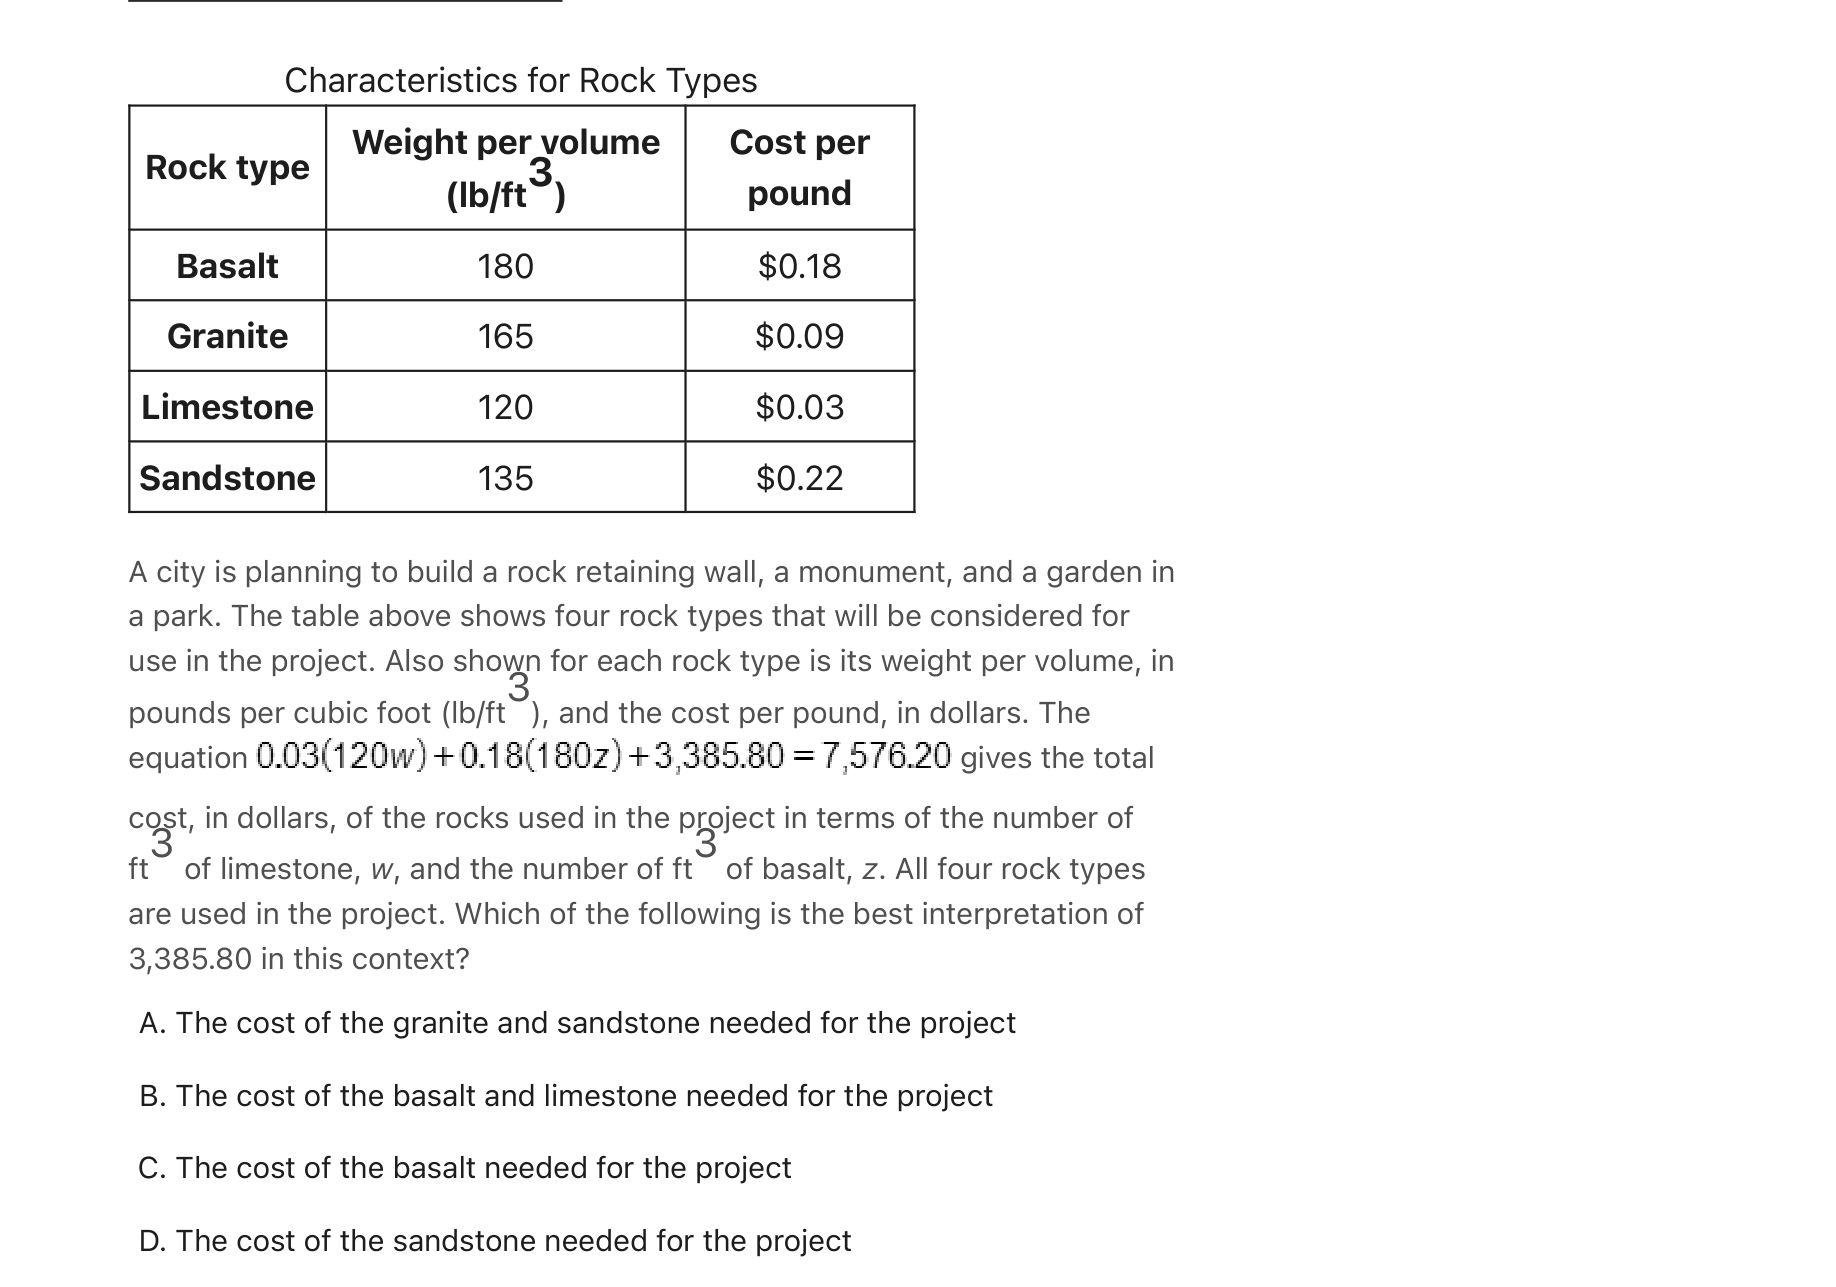 Characteristics for Rock Types
Rock type Weight per volume (lb/ft³) Cost per pound
Basalt 180 $0.18
Granite 165 $0.09
Limestone 120 $0.03
Sandstone 135 $0.22
A city is planning to build a rock retaining wall, a monument, and a garden in
a park. The table above shows four rock types that will be considered for
use in the project. Also shown for each rock type is its weight per volume, in
pounds per cubic foot (lb/ft³), and the cost per pound, in dollars. The
equation 0.03(120w)+0.18(180z)+3,385.80=7,576.20 gives the total
cost, in dollars, of the rocks used in the project in terms of the number of
ft³ of limestone, w, and the number of ft³ of basalt, z. All four rock types
are used in the project. Which of the following is the best interpretation of
3,385.80 in this context?
A. The cost of the granite and sandstone needed for the project
B. The cost of the basalt and limestone needed for the project
C. The cost of the basalt needed for the project
D. The cost of the sandstone needed for the project